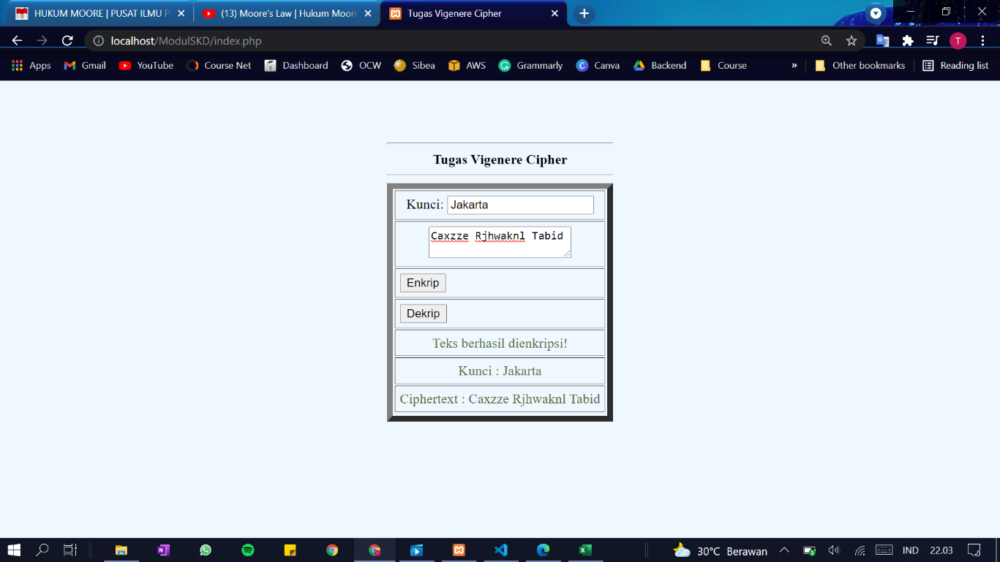 HUKUM MOORE | PUSAT ILMU P
(13) Moore's Law | Hukum Moore
Tugas Vigenere Cipher
localhost/ModulSKD/index.php
T
Apps Gmail YouTube Course Net Dashboard OCW Sibea AWS Grammarly Canva Backend Course » Other bookmarks Reading list
Tugas Vigenere Cipher
Kunci: Jakarta
Caxzze Rjhwaknl Tabid
Enkrip
Dekrip
Teks berhasil dienkripsi!
Kunci : Jakarta
Ciphertext : Caxzze Rjhwaknl Tabid
30°C Berawan IND 22.03